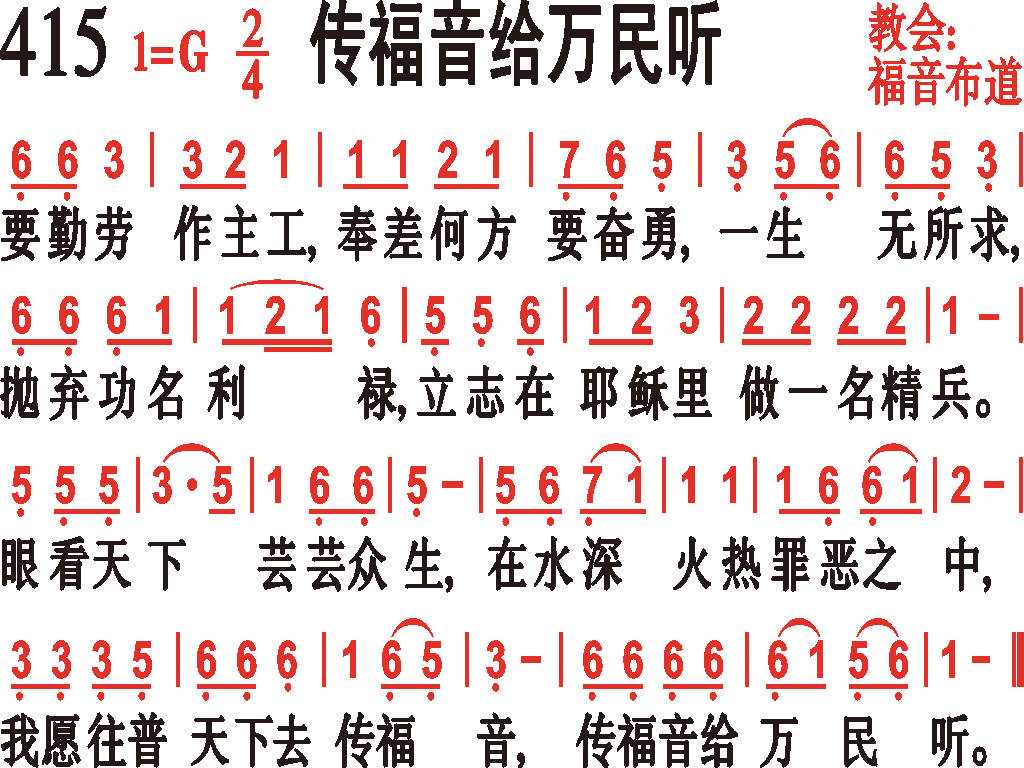 415 1=G 2/4 传福音给万民听 教会:
福音布道
6 6 3 | 3 2 1 | 1 1 2 1 | 7 6 5 | 3 5 6 | 6 5 3 |
要勤劳 作主工, 奉差何方 要奋勇, 一生 无所求,
6 6 6 1 | 1 2 1 6 | 5 5 6 | 1 2 3 | 2 2 2 2 | 1 - |
抛弃功名利 禄, 立志在 耶稣里 做一名精兵。
5 5 5 | 3 · 5 | 1 6 6 | 5 - | 5 6 7 1 | 1 1 | 1 6 6 1 | 2 - |
眼看天下 芸芸众生, 在水深 火热罪恶之 中,
3 3 3 5 | 6 6 6 | 1 6 5 | 3 - | 6 6 6 6 | 6 1 5 6 | 1 - ‖
我愿往普 天下去 传福 音, 传福音给 万 民 听。